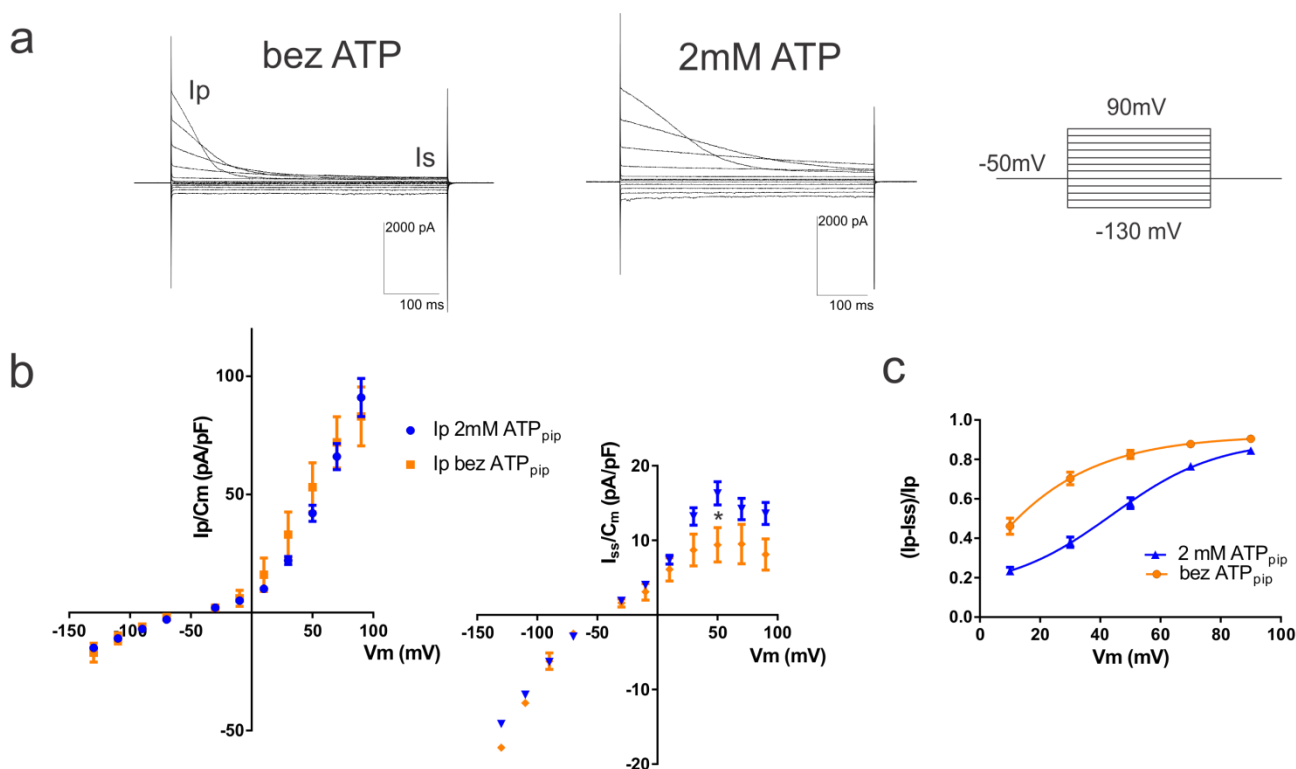 a
bez ATP
2mM ATP
Ip
Is
2000 pA
100 ms
2000 pA
100 ms
90mV
-50mV
-130 mV
b
Ip/Cm (pA/pF)
100
50
-50
-150
-100
-50
50
100
Vm (mV)
Ip 2mM ATPpip
Ip bez ATPpip
Iss/Cm (pA/pF)
20
10
-10
-20
-150
-100
-50
50
100
Vm (mV)
*
c
(Ip-Iss)/Ip
1.0
0.8
0.6
0.4
0.2
0.0
0
20
40
60
80
100
Vm (mV)
2 mM ATPpip
bez ATPpip